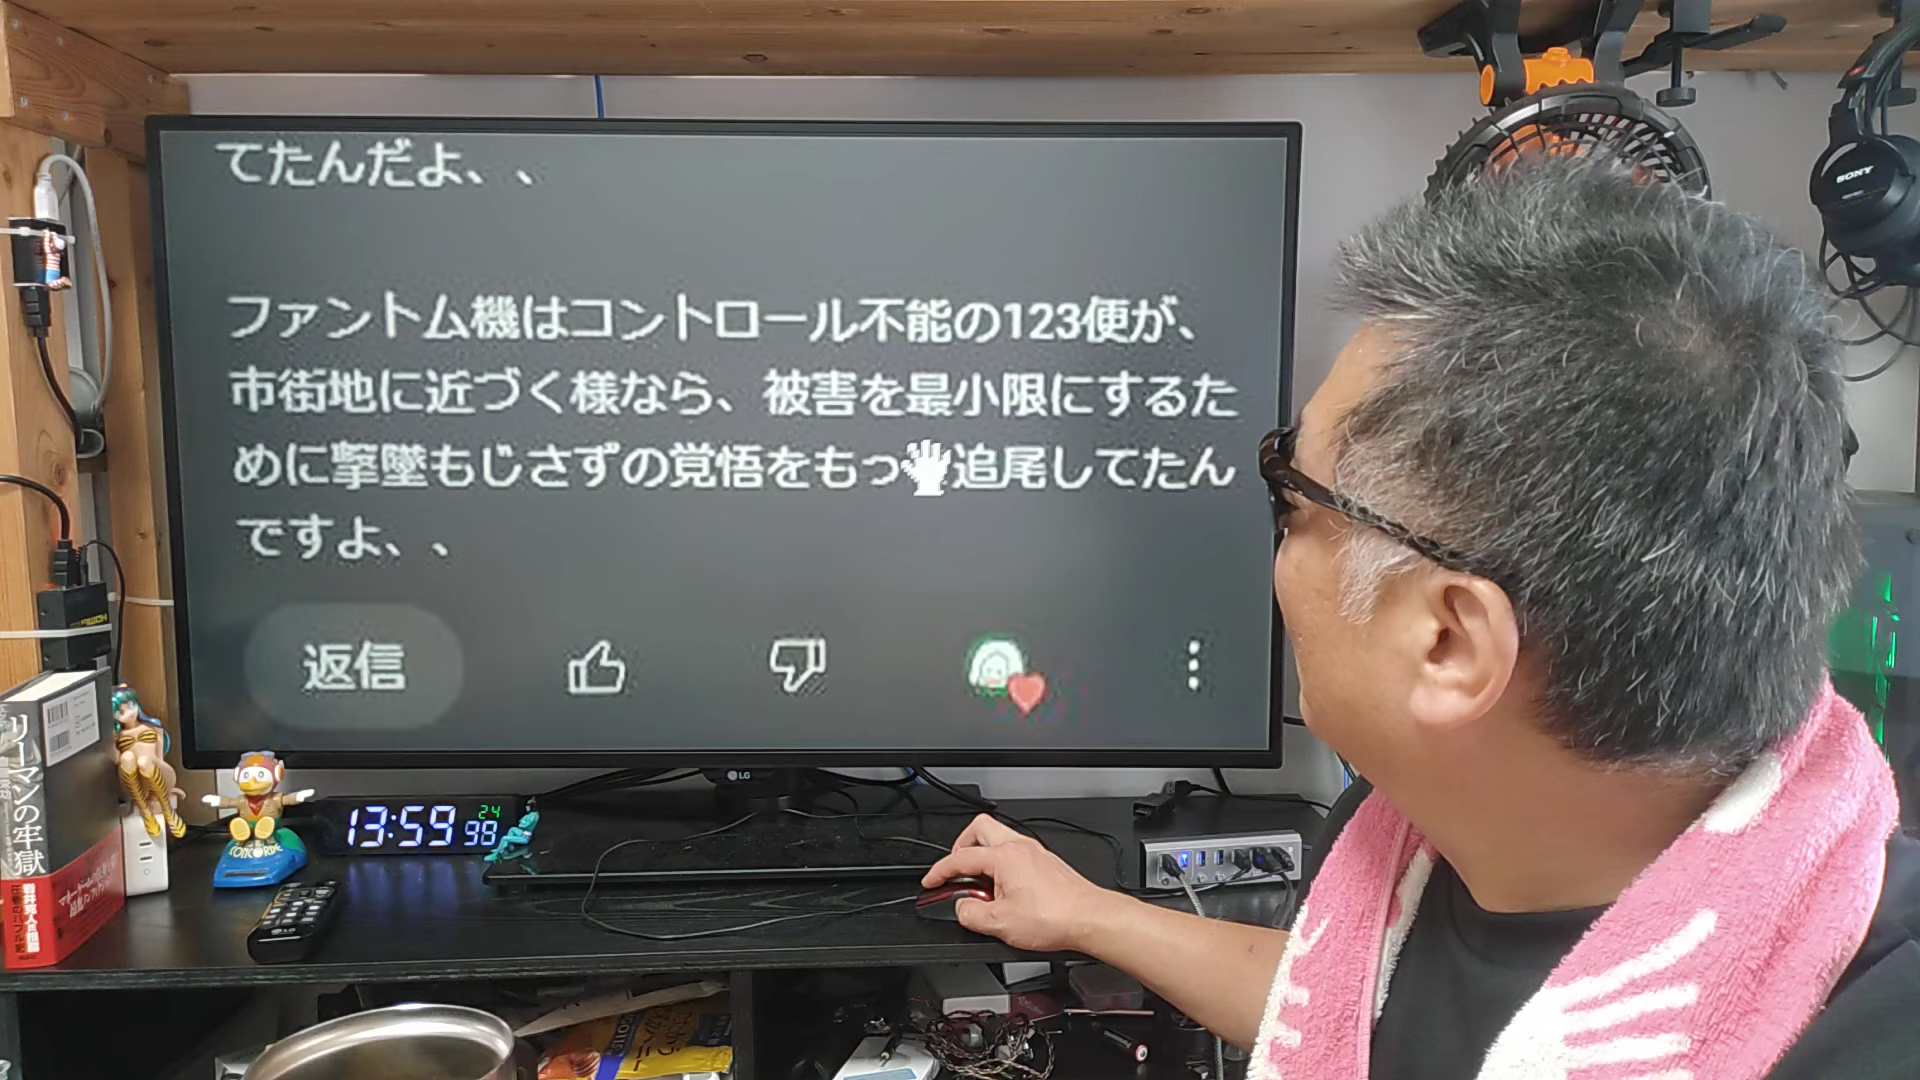 てたんだよ、、
ファントム機はコントロール不能の123便が、
市街地に近づく様なら、被害を最小限にするた
めに撃墜もじさずの覚悟をもっ追尾してたん
ですよ、、
返信
LG
SONY
13:59
24
98
CONCORDE
リーマンの牢獄